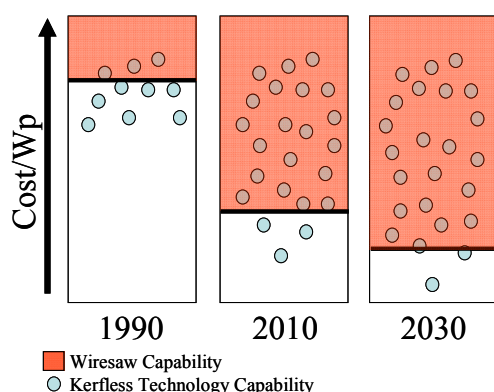 Cost/Wp
1990
2010
2030
Wiresaw Capability
Kerfless Technology Capability